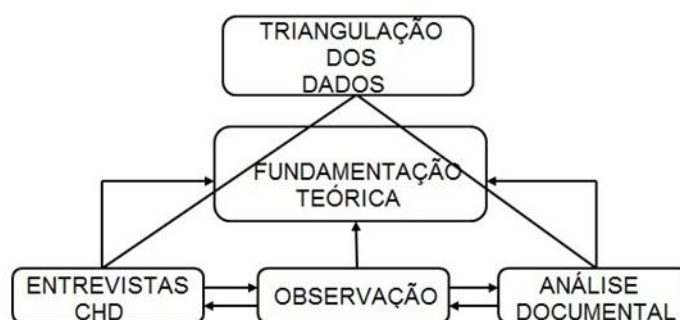 TRIANGULAÇÃO
DOS
DADOS
FUNDAMENTAÇÃO
TEÓRICA
ENTREVISTAS
CHD
OBSERVAÇÃO
ANÁLISE
DOCUMENTAL